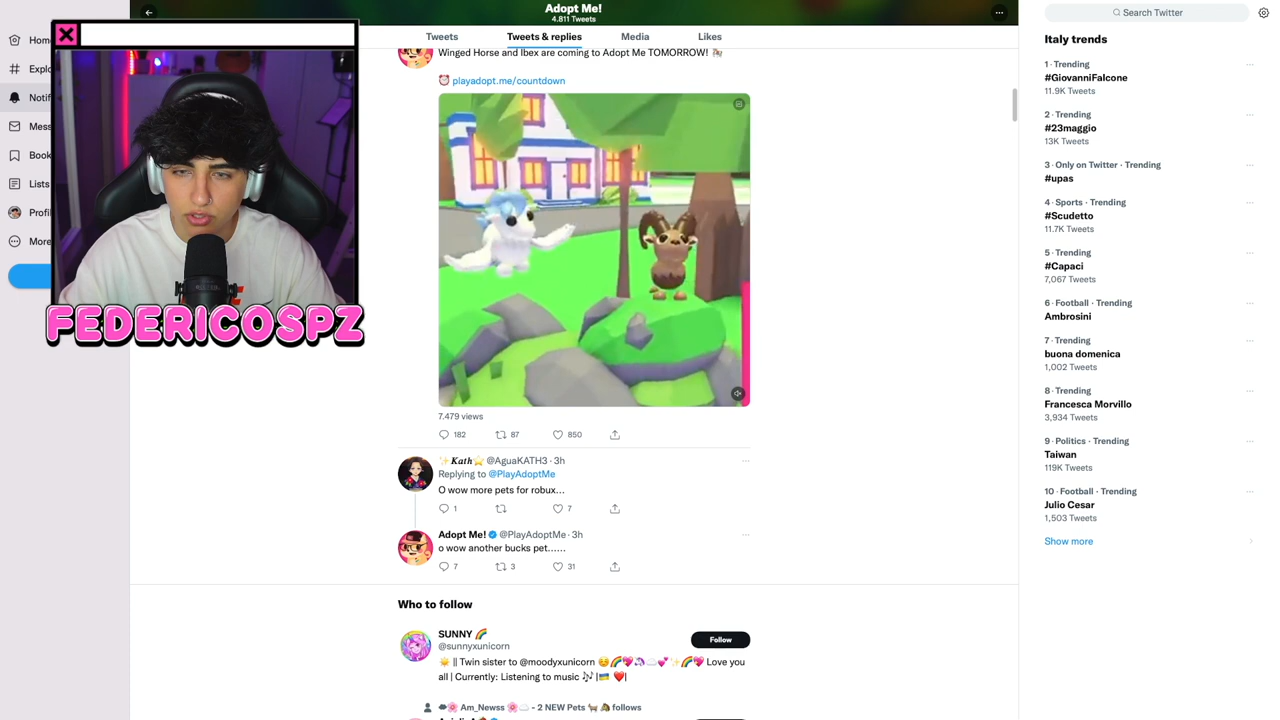 Adopt Me!
4.811 Tweets
Search Twitter
Tweets
Tweets & replies
Media
Likes
Winged Horse and Ibex are coming to Adopt Me TOMORROW!
playadopt.me/countdown
7.479 views
182
87
850
✨Kath⭐ @AguaKATH3 · 3h
Replying to @PlayAdoptMe
O wow more pets for robux...
1
7
Adopt Me! @PlayAdoptMe · 3h
o wow another bucks pet......
7
3
31
Who to follow
SUNNY 🌈
@sunnyxunicorn
Follow
☀️ || Twin sister to @moodyxunicorn 😊🌈💖🦄☁️💕✨🌈💖 Love you
all | Currently: Listening to music 🎶 |🇺🇦 ❤️|
Am_Newss 🌸☁️ - 2 NEW Pets follows
Hom
Explo
Notif
Mess
Book
Lists
Profil
More
FEDERICOSPZ
Italy trends
1 · Trending
#GiovanniFalcone
11.9K Tweets
2 · Trending
#23maggio
13K Tweets
3 · Only on Twitter · Trending
#upas
4 · Sports · Trending
#Scudetto
11.7K Tweets
5 · Trending
#Capaci
7,067 Tweets
6 · Football · Trending
Ambrosini
7 · Trending
buona domenica
1,002 Tweets
8 · Trending
Francesca Morvillo
3,934 Tweets
9 · Politics · Trending
Taiwan
119K Tweets
10 · Football · Trending
Julio Cesar
1,503 Tweets
Show more